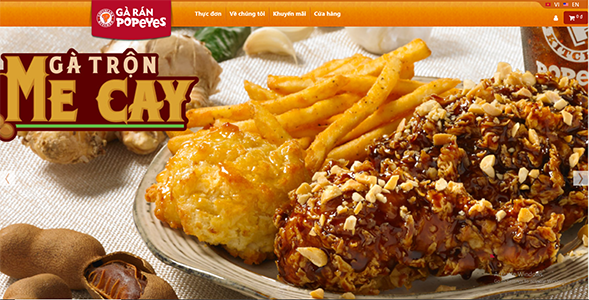 GÀ RÁN
POPEYES
Thực đơn Về chúng tôi Khuyến mãi Cửa hàng
VI EN
0 đ
GÀ TRỘN
ME CAY
POPEYES